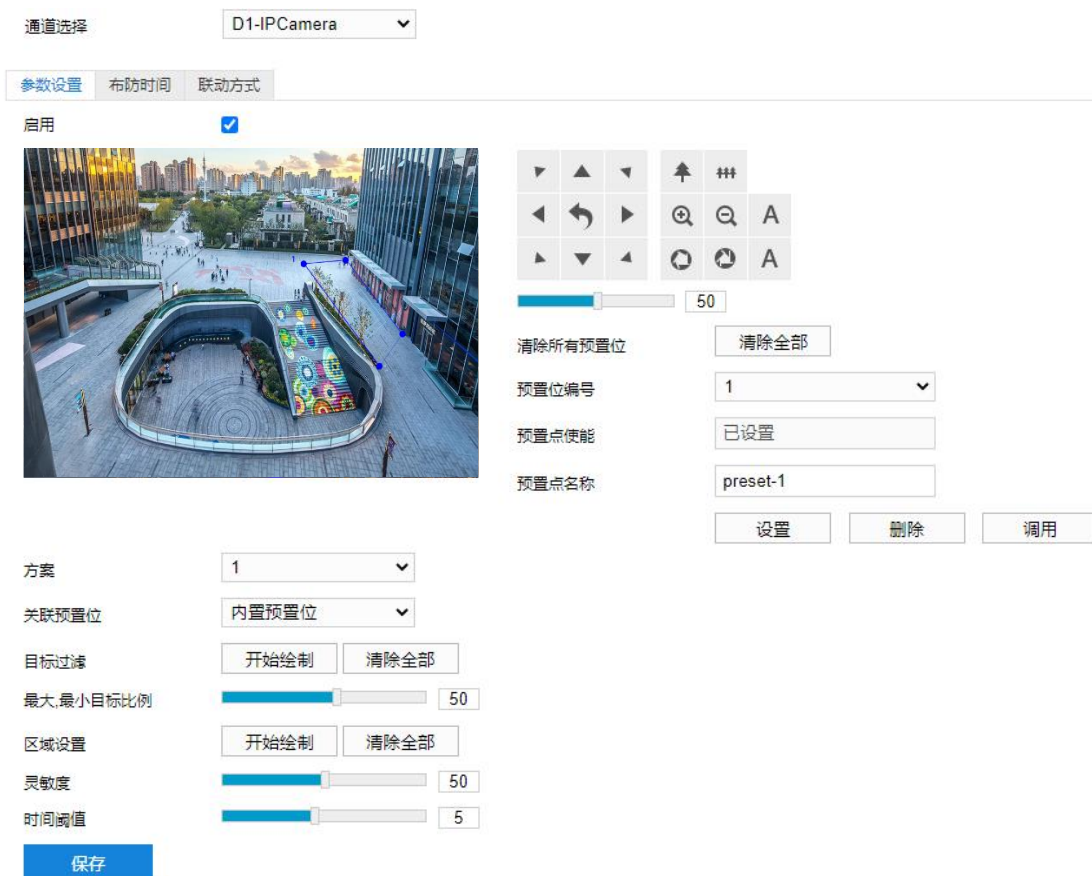 通道选择 D1-IPCamera
参数设置 布防时间 联动方式
启用
A
A
50
清除所有预置位 清除全部
预置位编号 1
预置点使能 已设置
预置点名称 preset-1
设置 删除 调用
方案 1
关联预置位 内置预置位
目标过滤 开始绘制 清除全部
最大,最小目标比例 50
区域设置 开始绘制 清除全部
灵敏度 50
时间阈值 5
保存